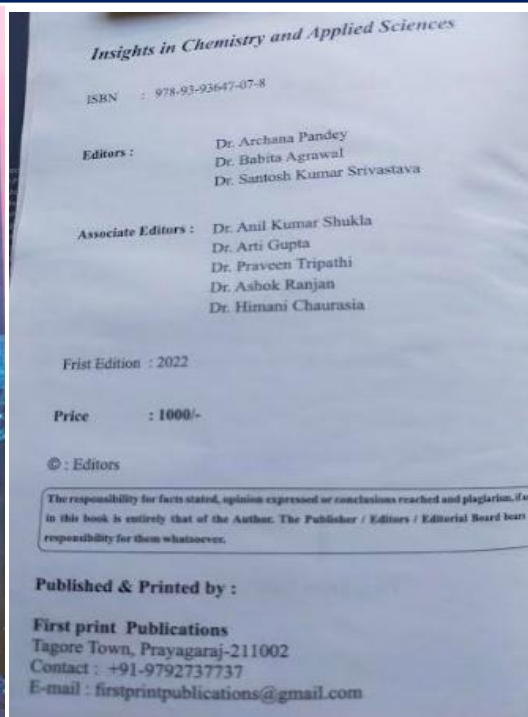 Insights in Chemistry and Applied Sciences
ISBN : 978-93-93647-07-8
Editors : Dr. Archana Pandey
Dr. Babita Agrawal
Dr. Santosh Kumar Srivastava
Associate Editors : Dr. Anil Kumar Shukla
Dr. Arti Gupta
Dr. Praveen Tripathi
Dr. Ashok Ranjan
Dr. Himani Chaurasia
Frist Edition : 2022
Price : 1000/-
© : Editors
The responsibility for facts stated, opinion expressed or conclusions reached and plagiarism, if
in this book is entirely that of the Author. The Publisher / Editors / Editorial Board bears
responsibility for them whatsoever.
Published & Printed by :
First print Publications
Tagore Town, Prayagaraj-211002
Contact : +91-9792737737
E-mail : firstprintpublications@gmail.com